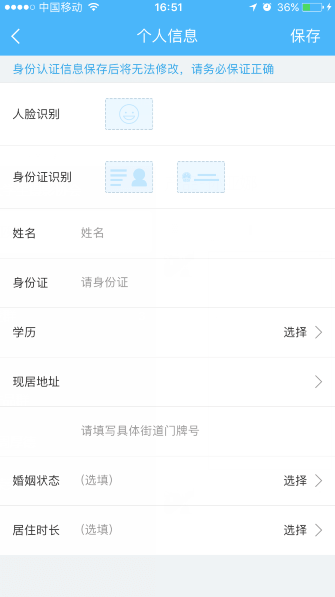 中国移动 16:51 36%
个人信息 保存
身份认证信息保存后将无法修改，请务必保证正确
人脸识别
身份证识别
姓名 姓名
身份证 请身份证
学历 选择
现居地址
请填写具体街道门牌号
婚姻状态 (选填) 选择
居住时长 (选填) 选择